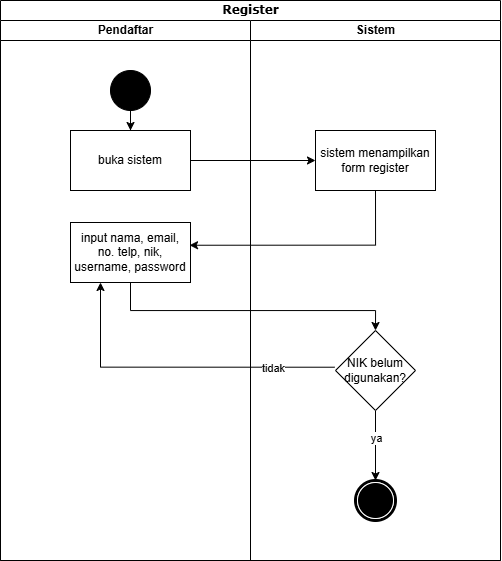 Register
Pendaftar
Sistem
buka sistem
sistem menampilkan
form register
input nama, email,
no. telp, nik,
username, password
NIK belum
digunakan?
tidak
ya